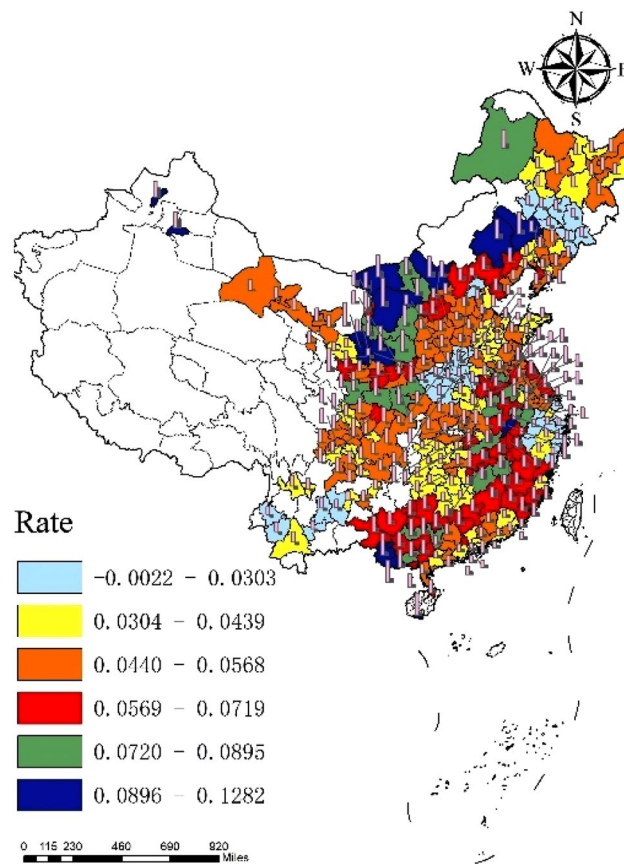 N
W E
S
Rate
-0.0022 - 0.0303
0.0304 - 0.0439
0.0440 - 0.0568
0.0569 - 0.0719
0.0720 - 0.0895
0.0896 - 0.1282
0 115 230 460 690 920
Miles